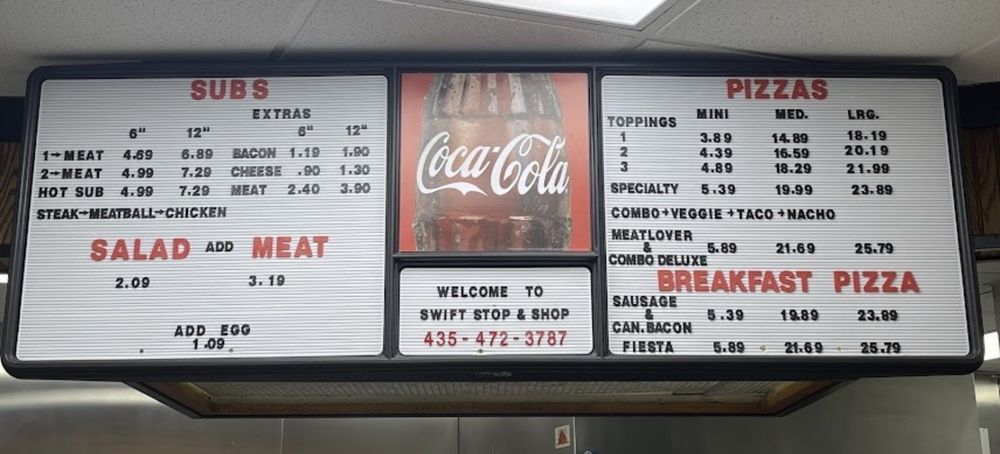 SUBS
EXTRAS
6" 12" 6" 12"
1-MEAT 4.69 6.89 BACON 1.19 1.90
2-MEAT 4.99 7.29 CHEESE .90 1.30
HOT SUB 4.99 7.29 MEAT 2.40 3.90
STEAK-MEATBALL-CHICKEN
SALAD ADD MEAT
2.09 3.19
ADD EGG
1.09
Coca-Cola
WELCOME TO
SWIFT STOP & SHOP
435-472-3787
PIZZAS
TOPPINGS MINI MED. LRG.
1 3.89 14.89 18.19
2 4.39 16.59 20.19
3 4.89 18.29 21.99
SPECIALTY 5.39 19.99 23.89
COMBO+VEGGIE+TACO+NACHO
MEATLOVER
& 5.89 21.69 25.79
COMBO DELUXE
BREAKFAST PIZZA
SAUSAGE
& 5.39 19.89 23.89
CAN.BACON
FIESTA 5.89 21.69 25.79